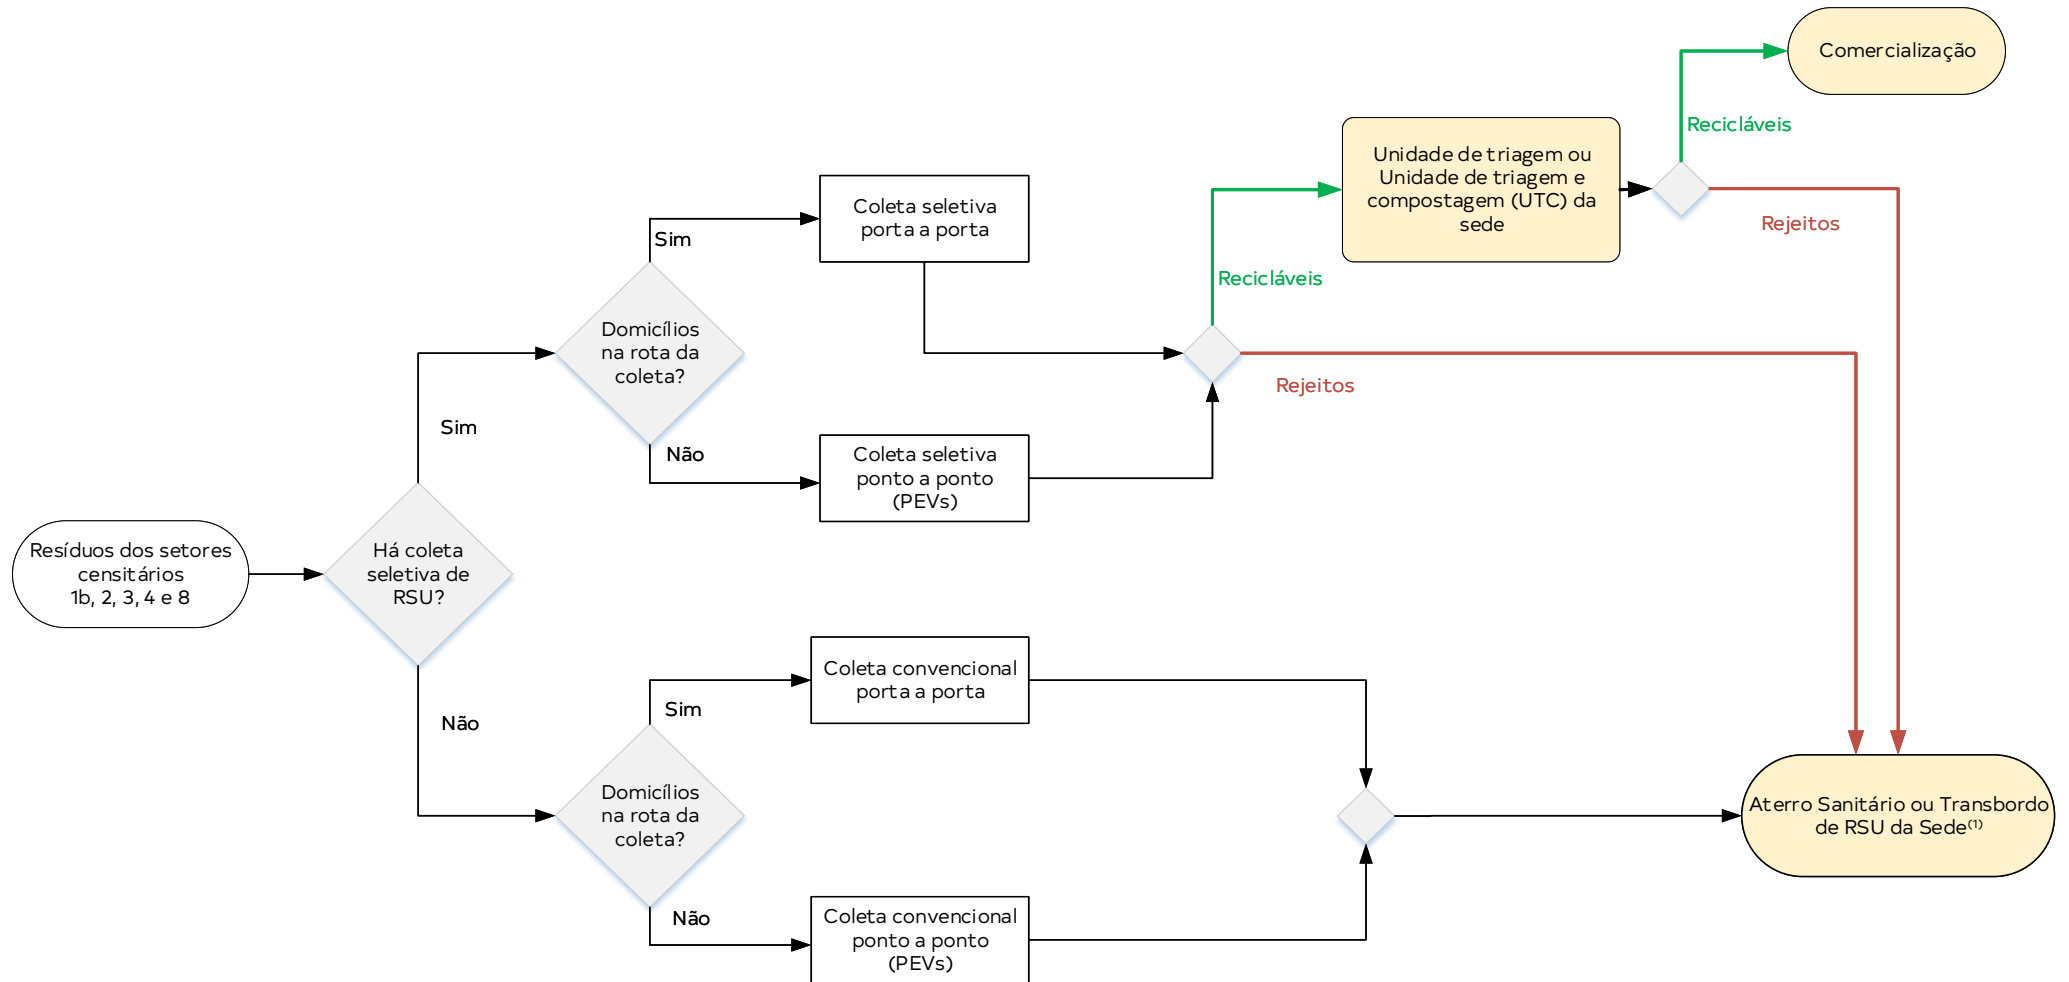 Comercialização
Recicláveis
Unidade de triagem ou
Unidade de triagem e
compostagem (UTC) da
sede
Rejeitos
Coleta seletiva
porta a porta
Sim
Recicláveis
Domicílios
na rota da
coleta?
Rejeitos
Sim
Não
Coleta seletiva
ponto a ponto
(PEVs)
Resíduos dos setores
censitários
1b, 2, 3, 4 e 8
Há coleta
seletiva de
RSU?
Coleta convencional
porta a porta
Sim
Não
Domicílios
na rota da
coleta?
Aterro Sanitário ou Transbordo
de RSU da Sede⁽¹⁾
Não
Coleta convencional
ponto a ponto
(PEVs)